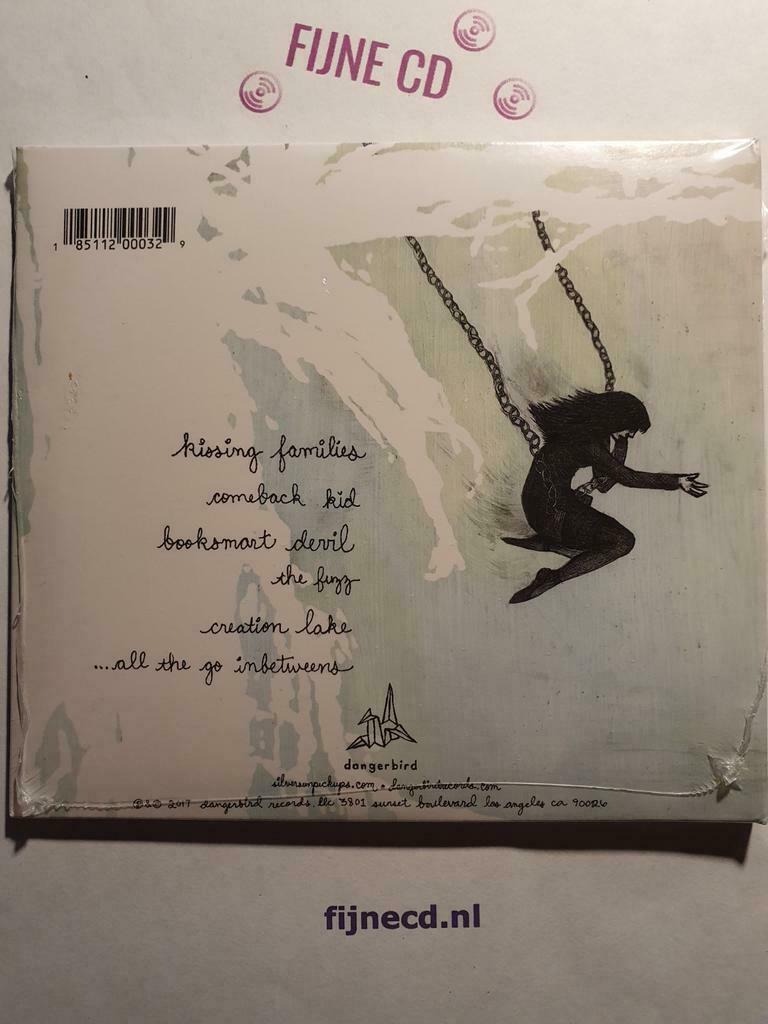 FIJNE CD
1 85112 00032 9
kissing families
comeback kid
booksmart devil
the fuzz
creation lake
...all the go inbetweens
dangerbird
silversunpickups.com • dangerbirdrecords.com
℗ & © 2017 dangerbird records, llc 3801 sunset boulevard los angeles ca 90026
fijnecd.nl